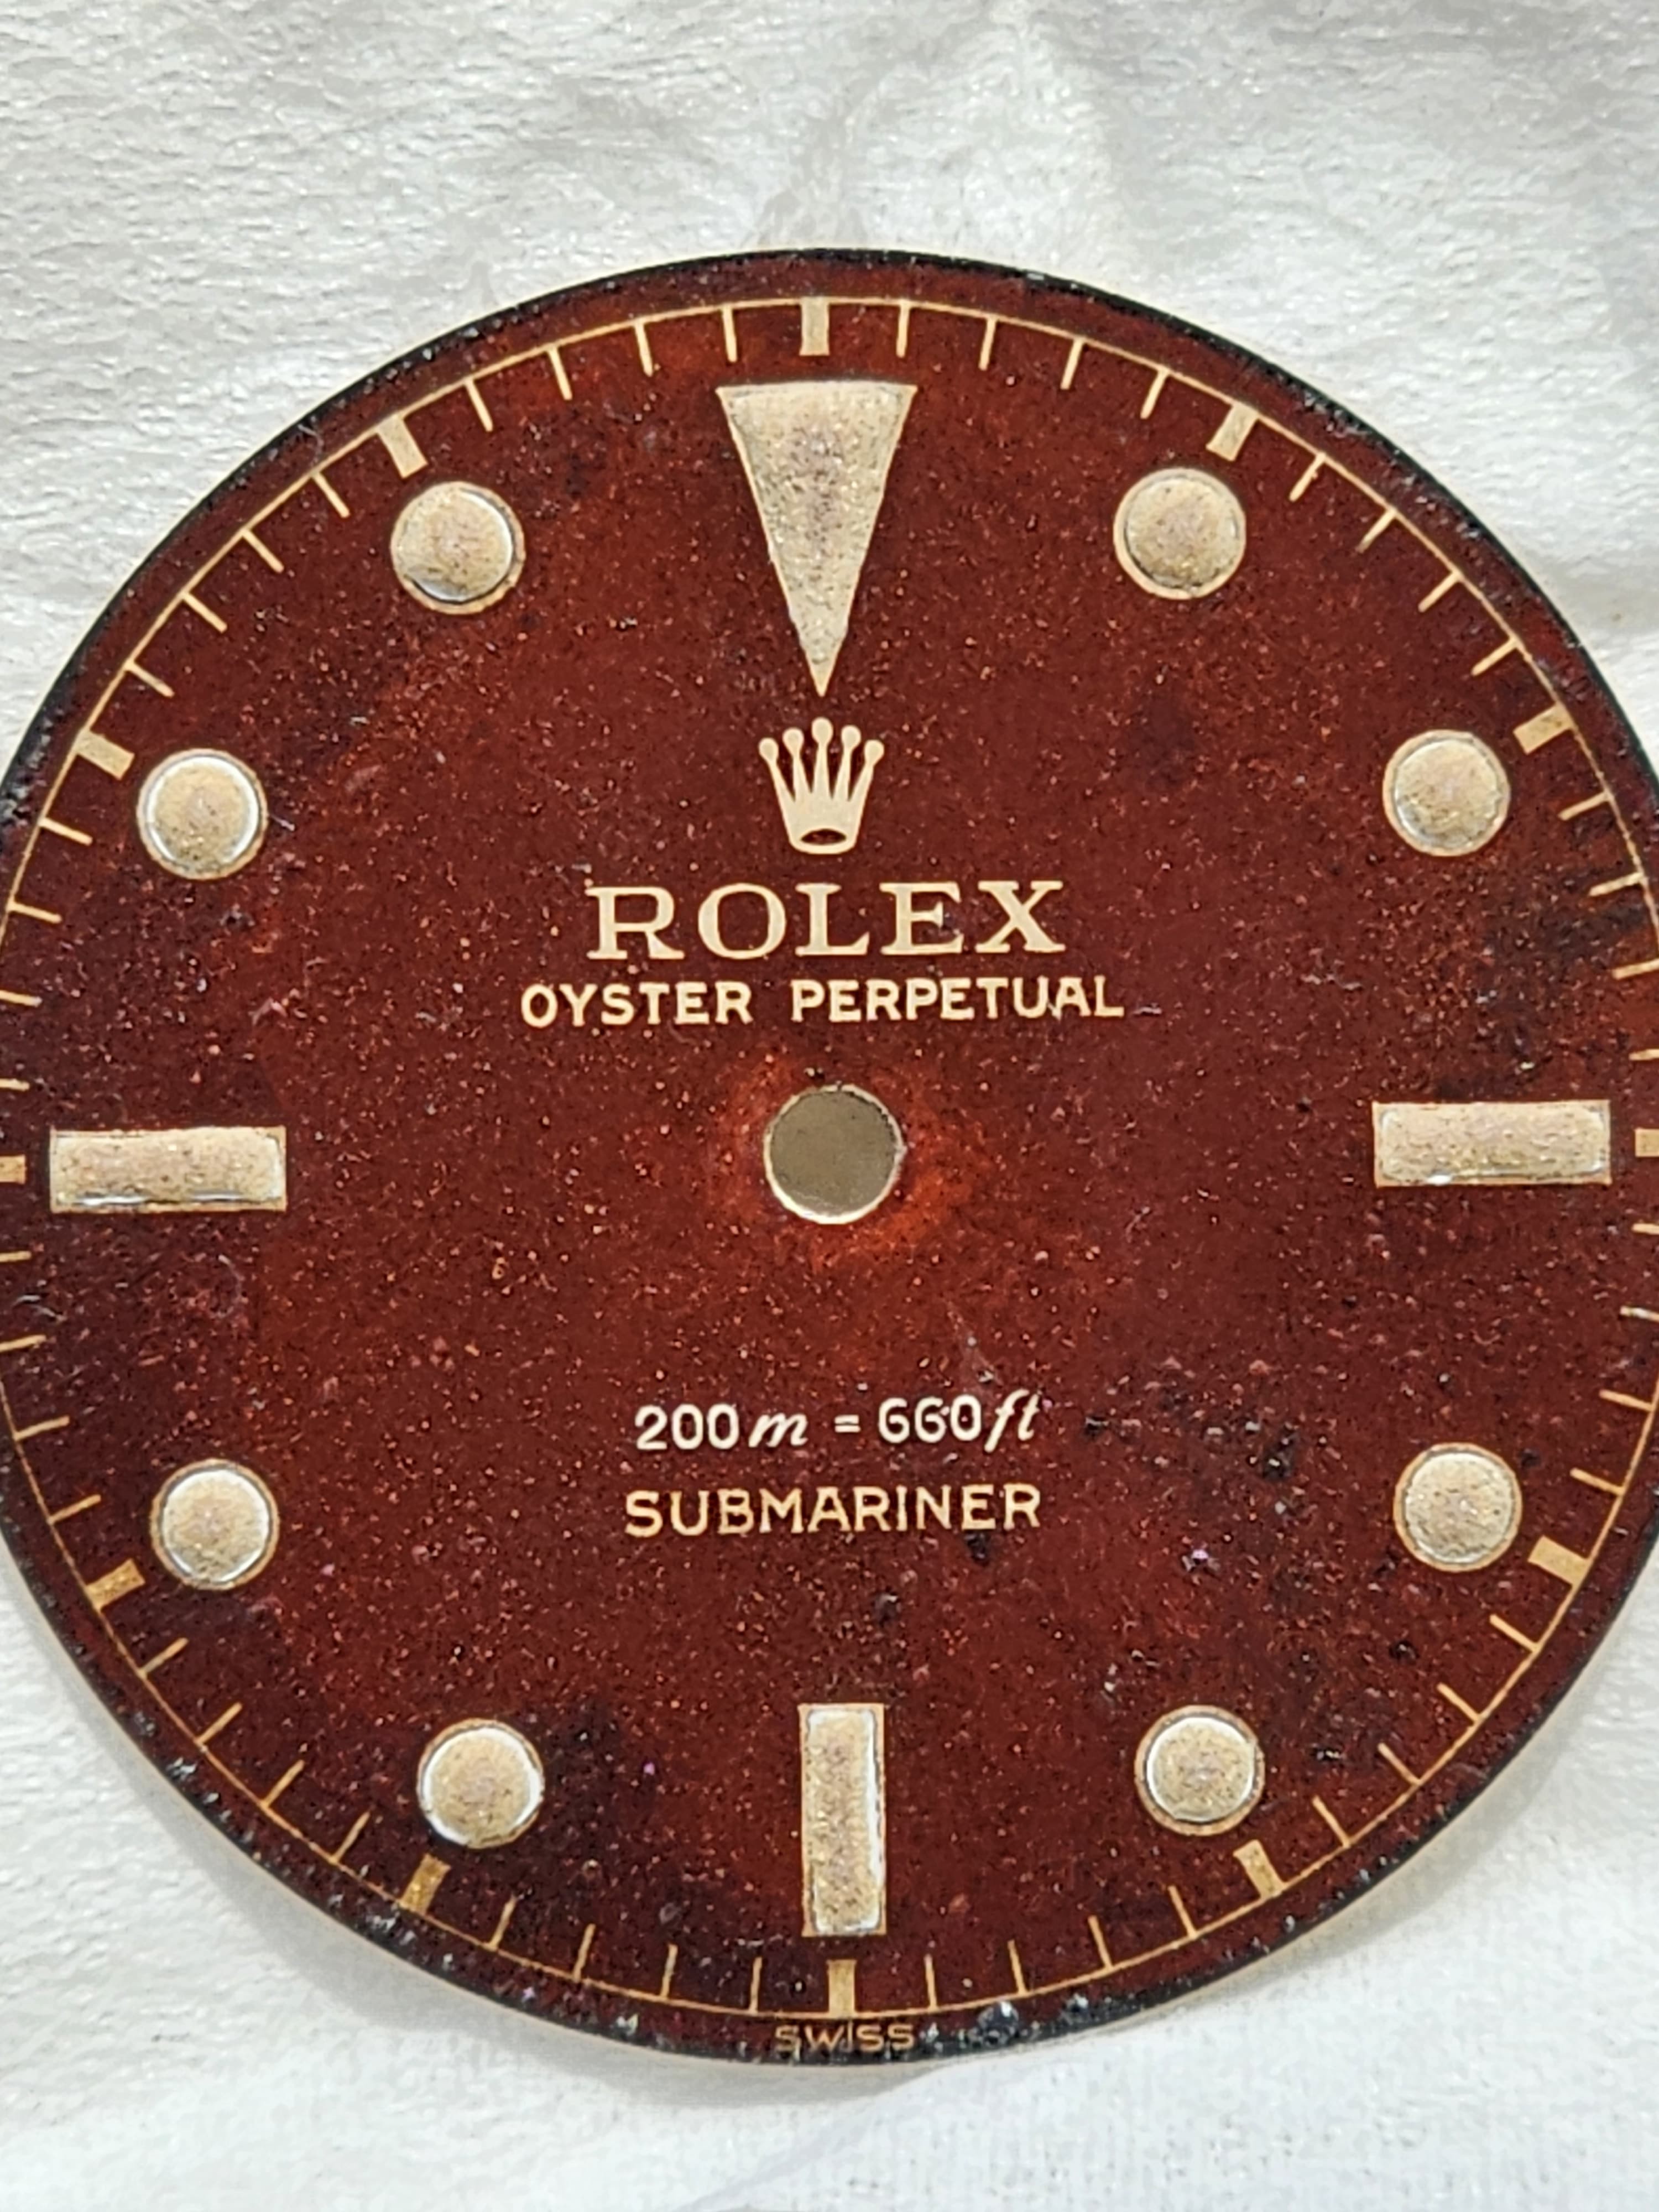 ROLEX
OYSTER PERPETUAL
200m = 660ft
SUBMARINER
SWISS